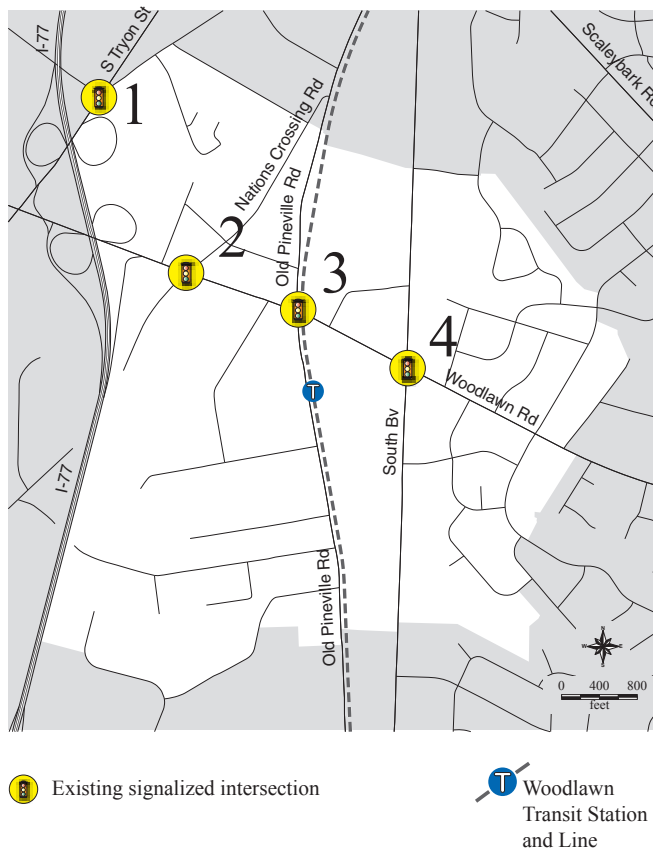 I-77
S Tryon St
Scaleybark Rd
1
Nations Crossing Rd
Old Pineville Rd
2
3
4
T
Woodlawn Rd
South Bv
I-77
Old Pineville Rd
N
W E
S
0 400 800
feet
Existing signalized intersection
T Woodlawn
Transit Station
and Line